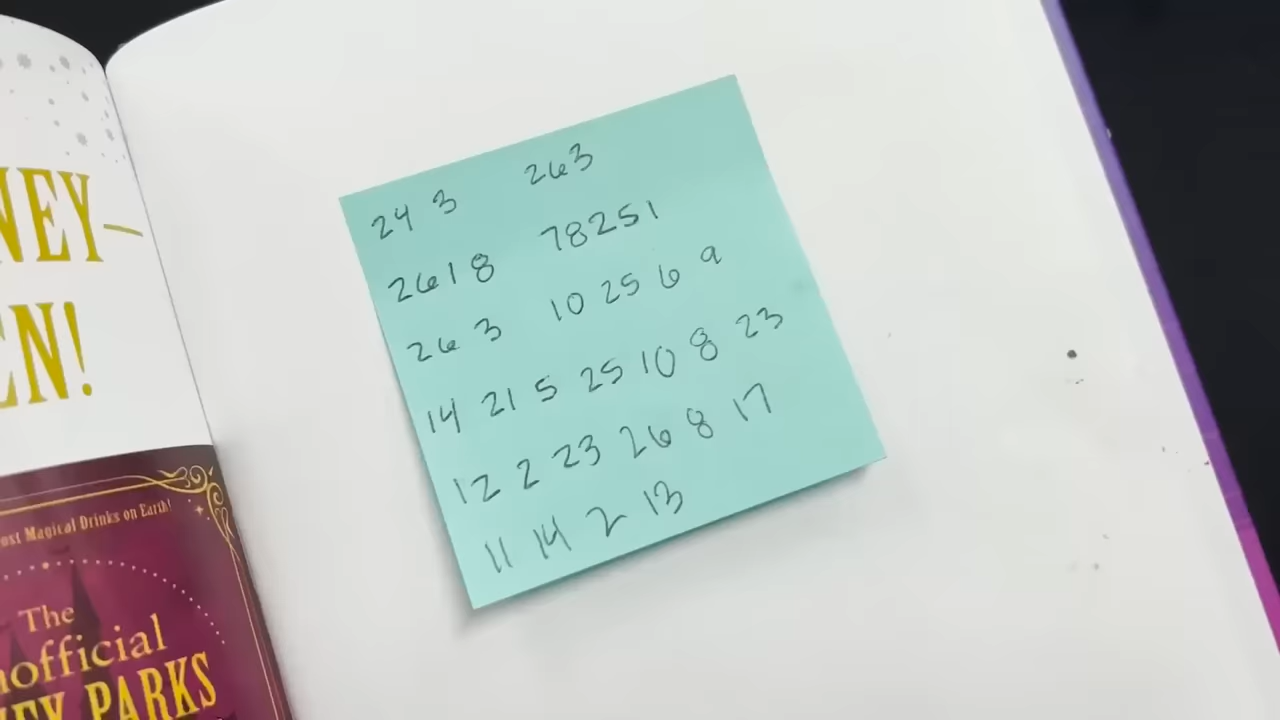 NEY—
EN!
ost Magical Drinks on Earth!
The
nofficial
EY PARKS
24 3 263
2618 78251
26 3 10 25 6 9
14 21 5 25 10 8 23
12 2 23 26 8 17
11 14 2 13